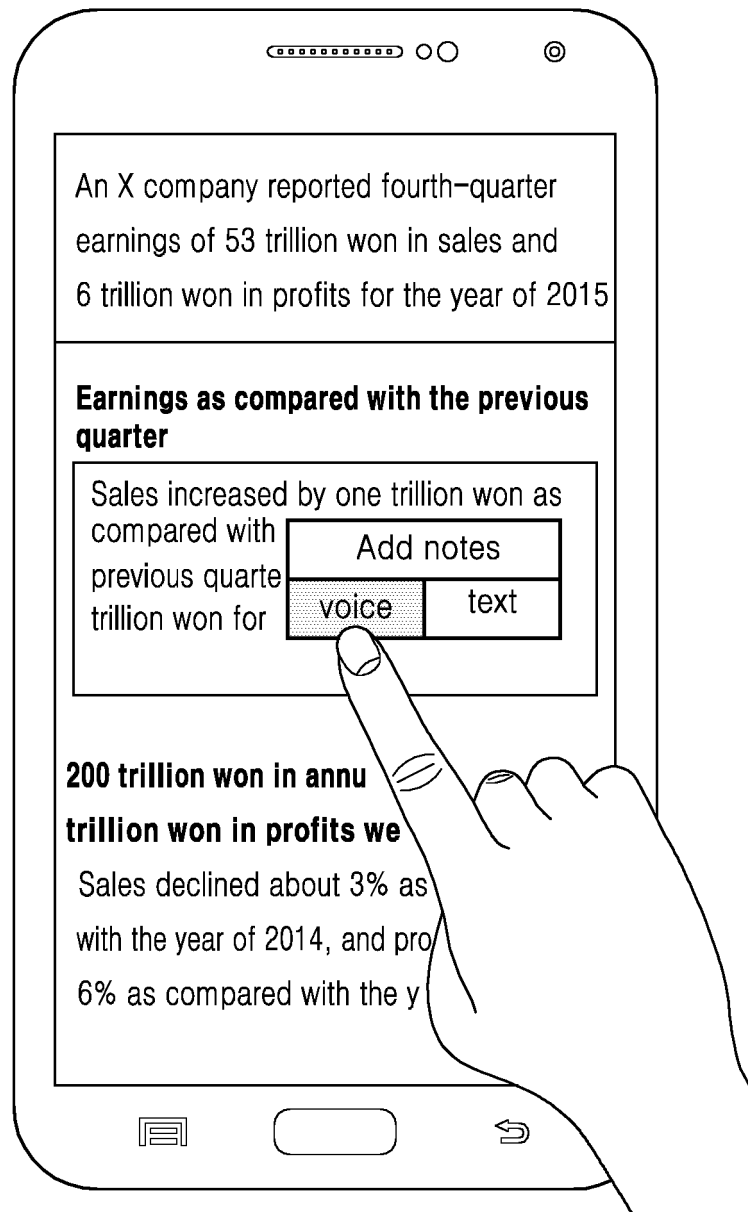 An X company reported fourth-quarter
earnings of 53 trillion won in sales and
6 trillion won in profits for the year of 2015
Earnings as compared with the previous
quarter
Sales increased by one trillion won as
compared with
previous quarte
trillion won for
Add notes
voice
text
200 trillion won in annu
trillion won in profits we
Sales declined about 3% as
with the year of 2014, and pro
6% as compared with the y